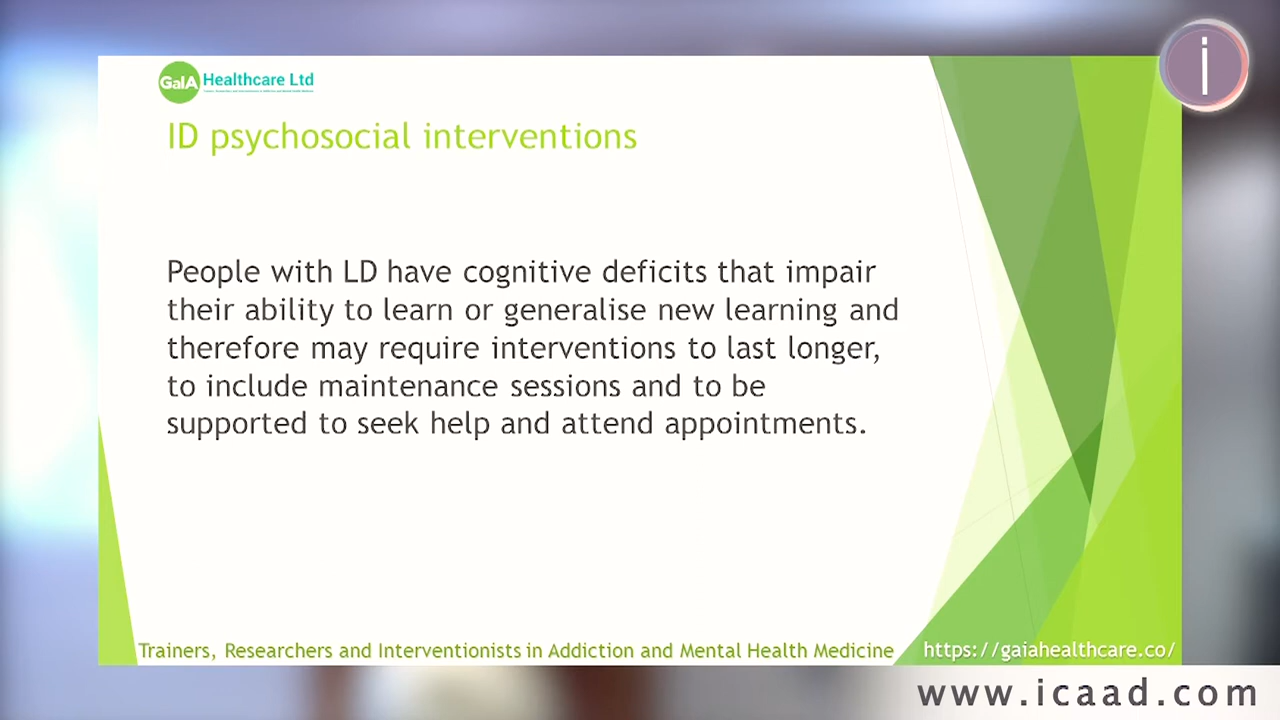 GaIA Healthcare Ltd
ID psychosocial interventions
People with LD have cognitive deficits that impair
their ability to learn or generalise new learning and
therefore may require interventions to last longer,
to include maintenance sessions and to be
supported to seek help and attend appointments.
Trainers, Researchers and Interventionists in Addiction and Mental Health Medicine
https://gaiahealthcare.co/
www.icaad.com